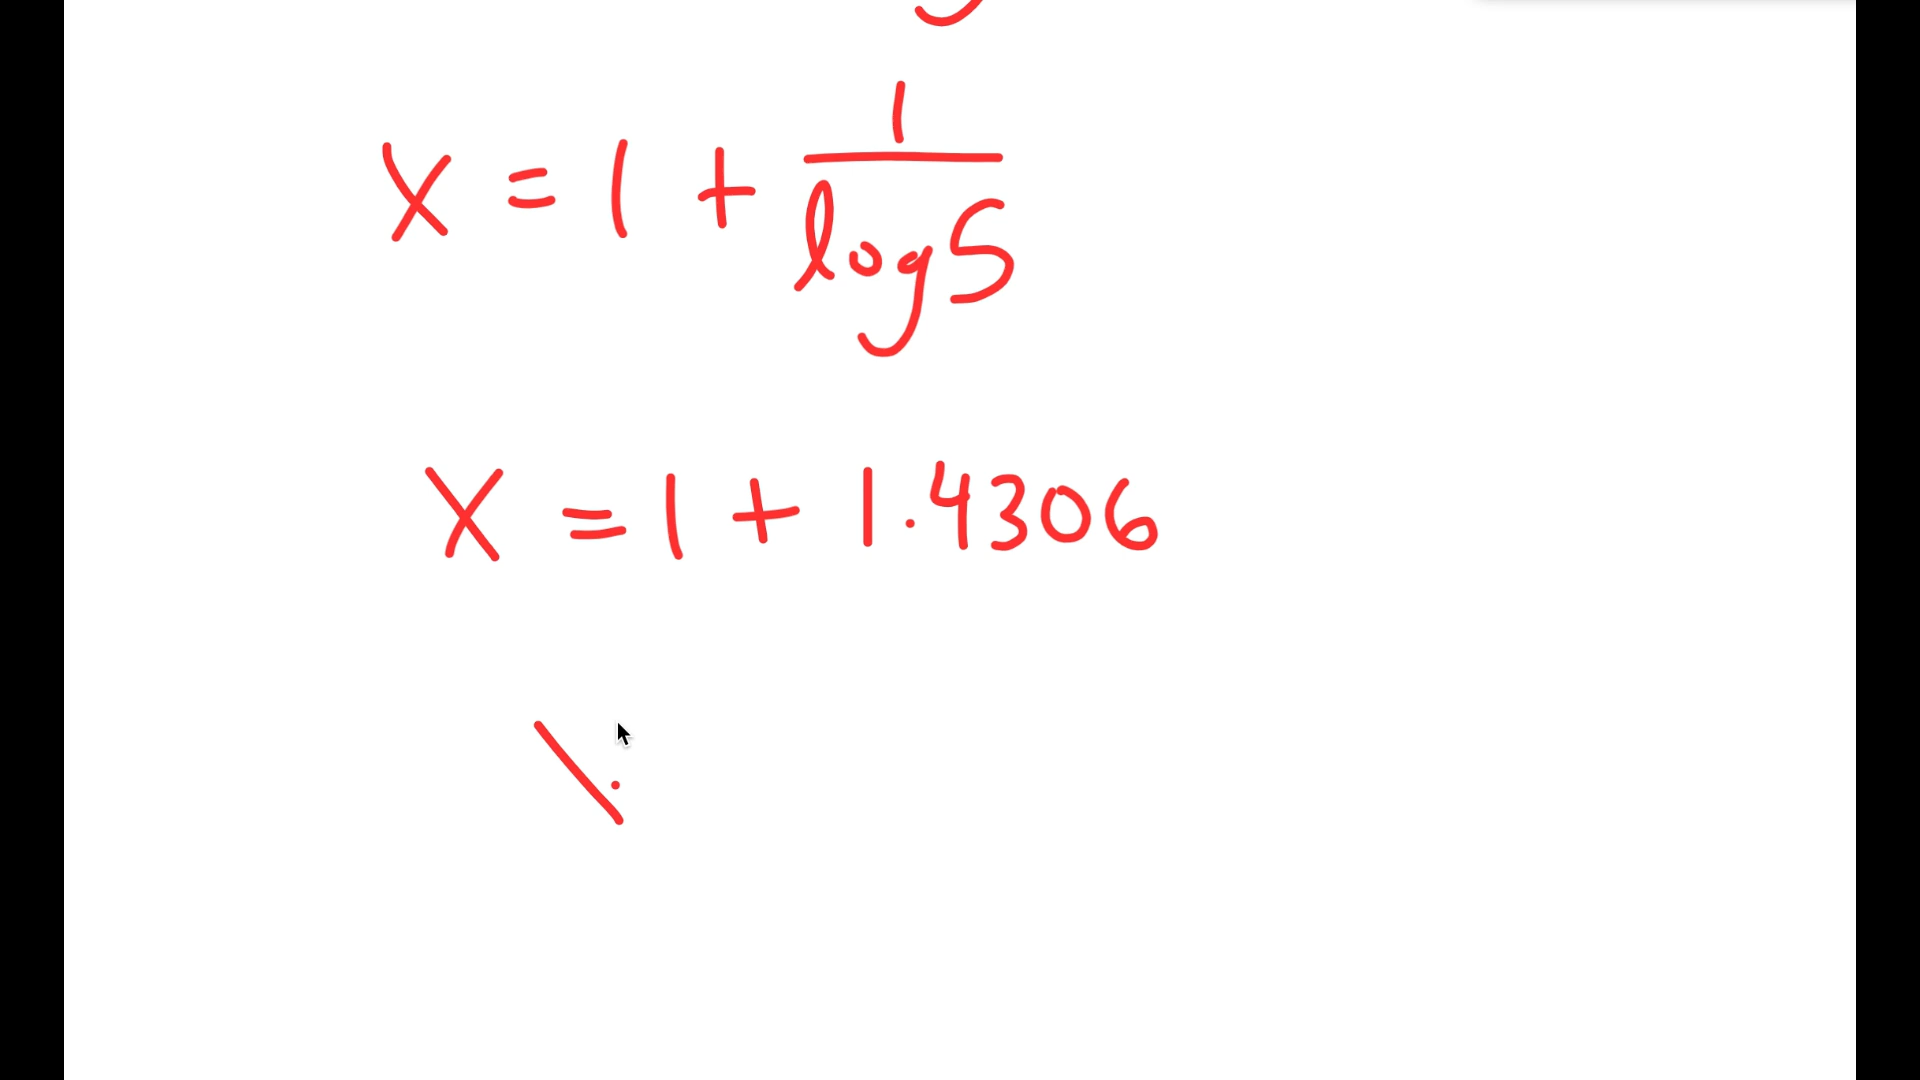 X = 1 + 1/log5
X = 1 + 1.4306